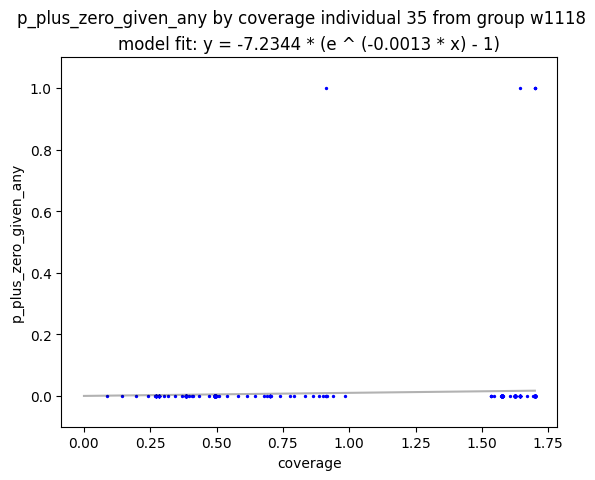 p_plus_zero_given_any by coverage individual 35 from group w1118
model fit: y = -7.2344 * (e ^ (-0.0013 * x) - 1)
1.0
0.8
0.6
0.4
0.2
0.0
p_plus_zero_given_any
0.00 0.25 0.50 0.75 1.00 1.25 1.50 1.75
coverage